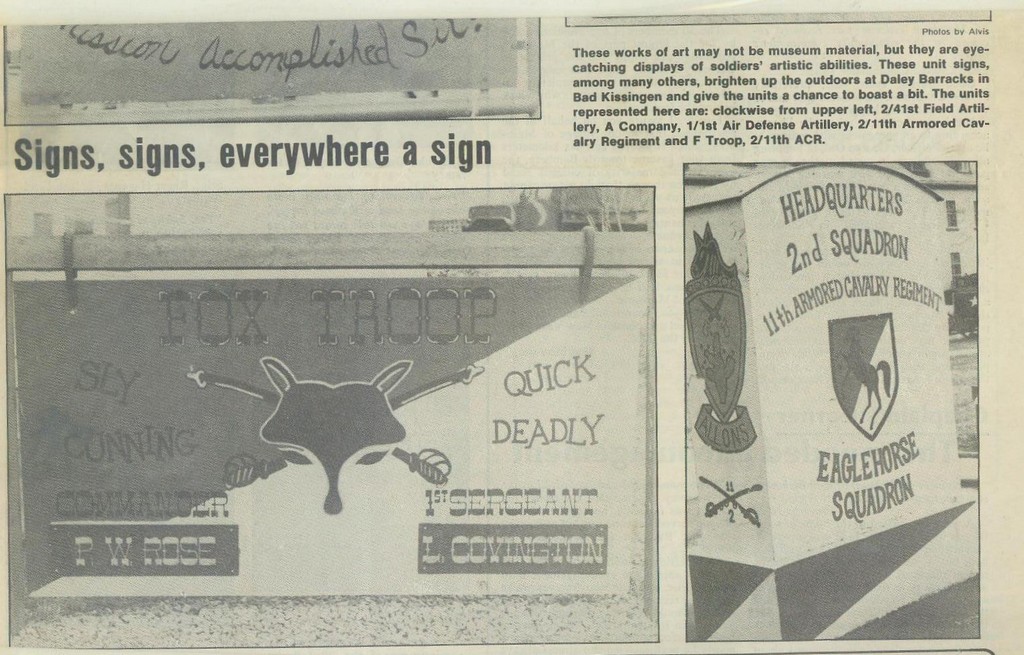 ission Accomplished Sir!
Photos by Alvis
These works of art may not be museum material, but they are eye-
catching displays of soldiers' artistic abilities. These unit signs,
among many others, brighten up the outdoors at Daley Barracks in
Bad Kissingen and give the units a chance to boast a bit. The units
represented here are: clockwise from upper left, 2/41st Field Artil-
lery, A Company, 1/1st Air Defense Artillery, 2/11th Armored Cav-
alry Regiment and F Troop, 2/11th ACR.
Signs, signs, everywhere a sign
FOX TROOP
SLY
CUNNING
QUICK
DEADLY
COMMANDER
P. W. ROSE
1ST SERGEANT
L. COVINGTON
HEADQUARTERS
2nd SQUADRON
11th ARMORED CAVALRY REGIMENT
ALLONS
EAGLEHORSE
SQUADRON
11
2